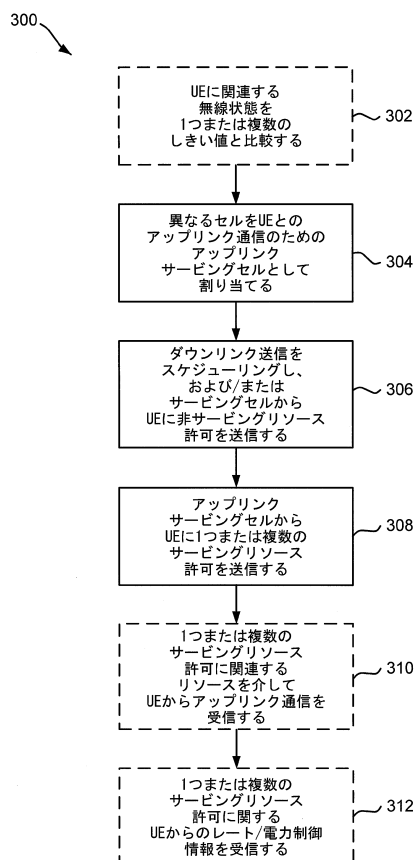 300
UEに関連する
無線状態を
1つまたは複数の
しきい値と比較する
302
異なるセルをUEとの
アップリンク通信のための
アップリンク
サービングセルとして
割り当てる
304
ダウンリンク送信を
スケジューリングし、
および/または
サービングセルから
UEに非サービングリソース
許可を送信する
306
アップリンク
サービングセルから
UEに1つまたは複数の
サービングリソース
許可を送信する
308
1つまたは複数の
サービングリソース
許可に関連する
リソースを介して
UEからアップリンク通信を
受信する
310
1つまたは複数の
サービングリソース
許可に関する
UEからのレート/電力制御
情報を受信する
312